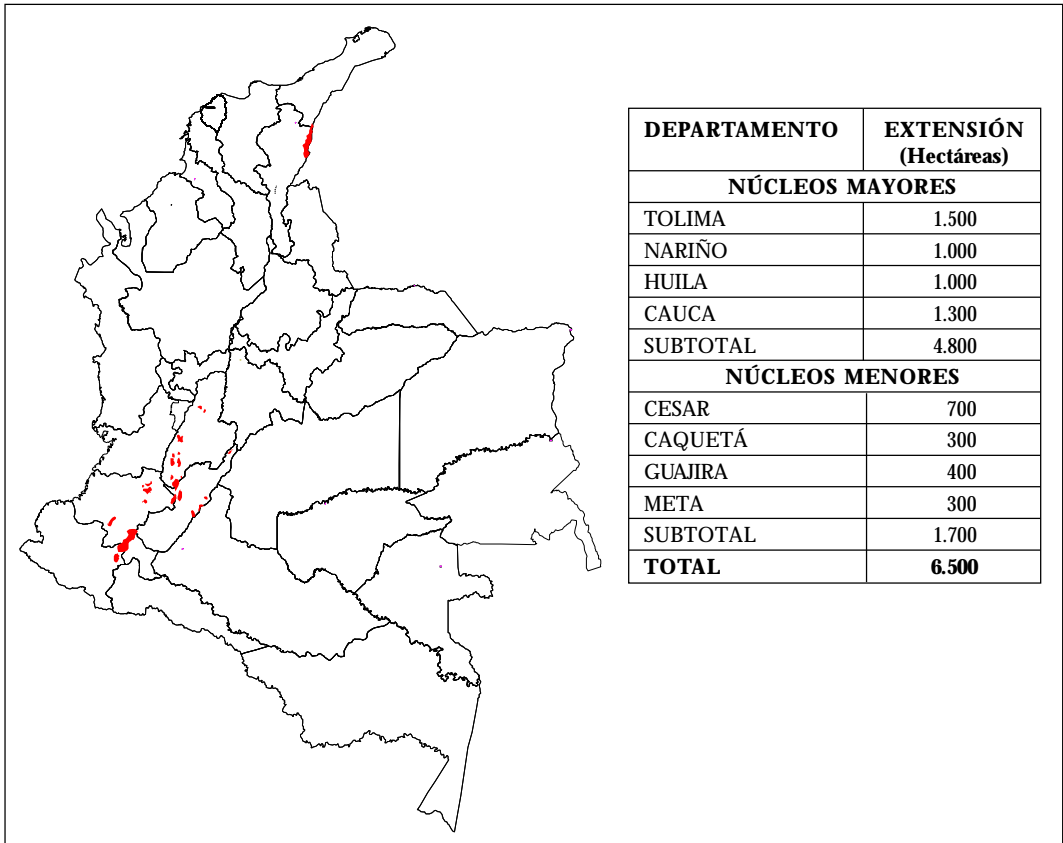 DEPARTAMENTO EXTENSIÓN
(Hectáreas)
NÚCLEOS MAYORES
TOLIMA 1.500
NARIÑO 1.000
HUILA 1.000
CAUCA 1.300
SUBTOTAL 4.800
NÚCLEOS MENORES
CESAR 700
CAQUETÁ 300
GUAJIRA 400
META 300
SUBTOTAL 1.700
TOTAL 6.500